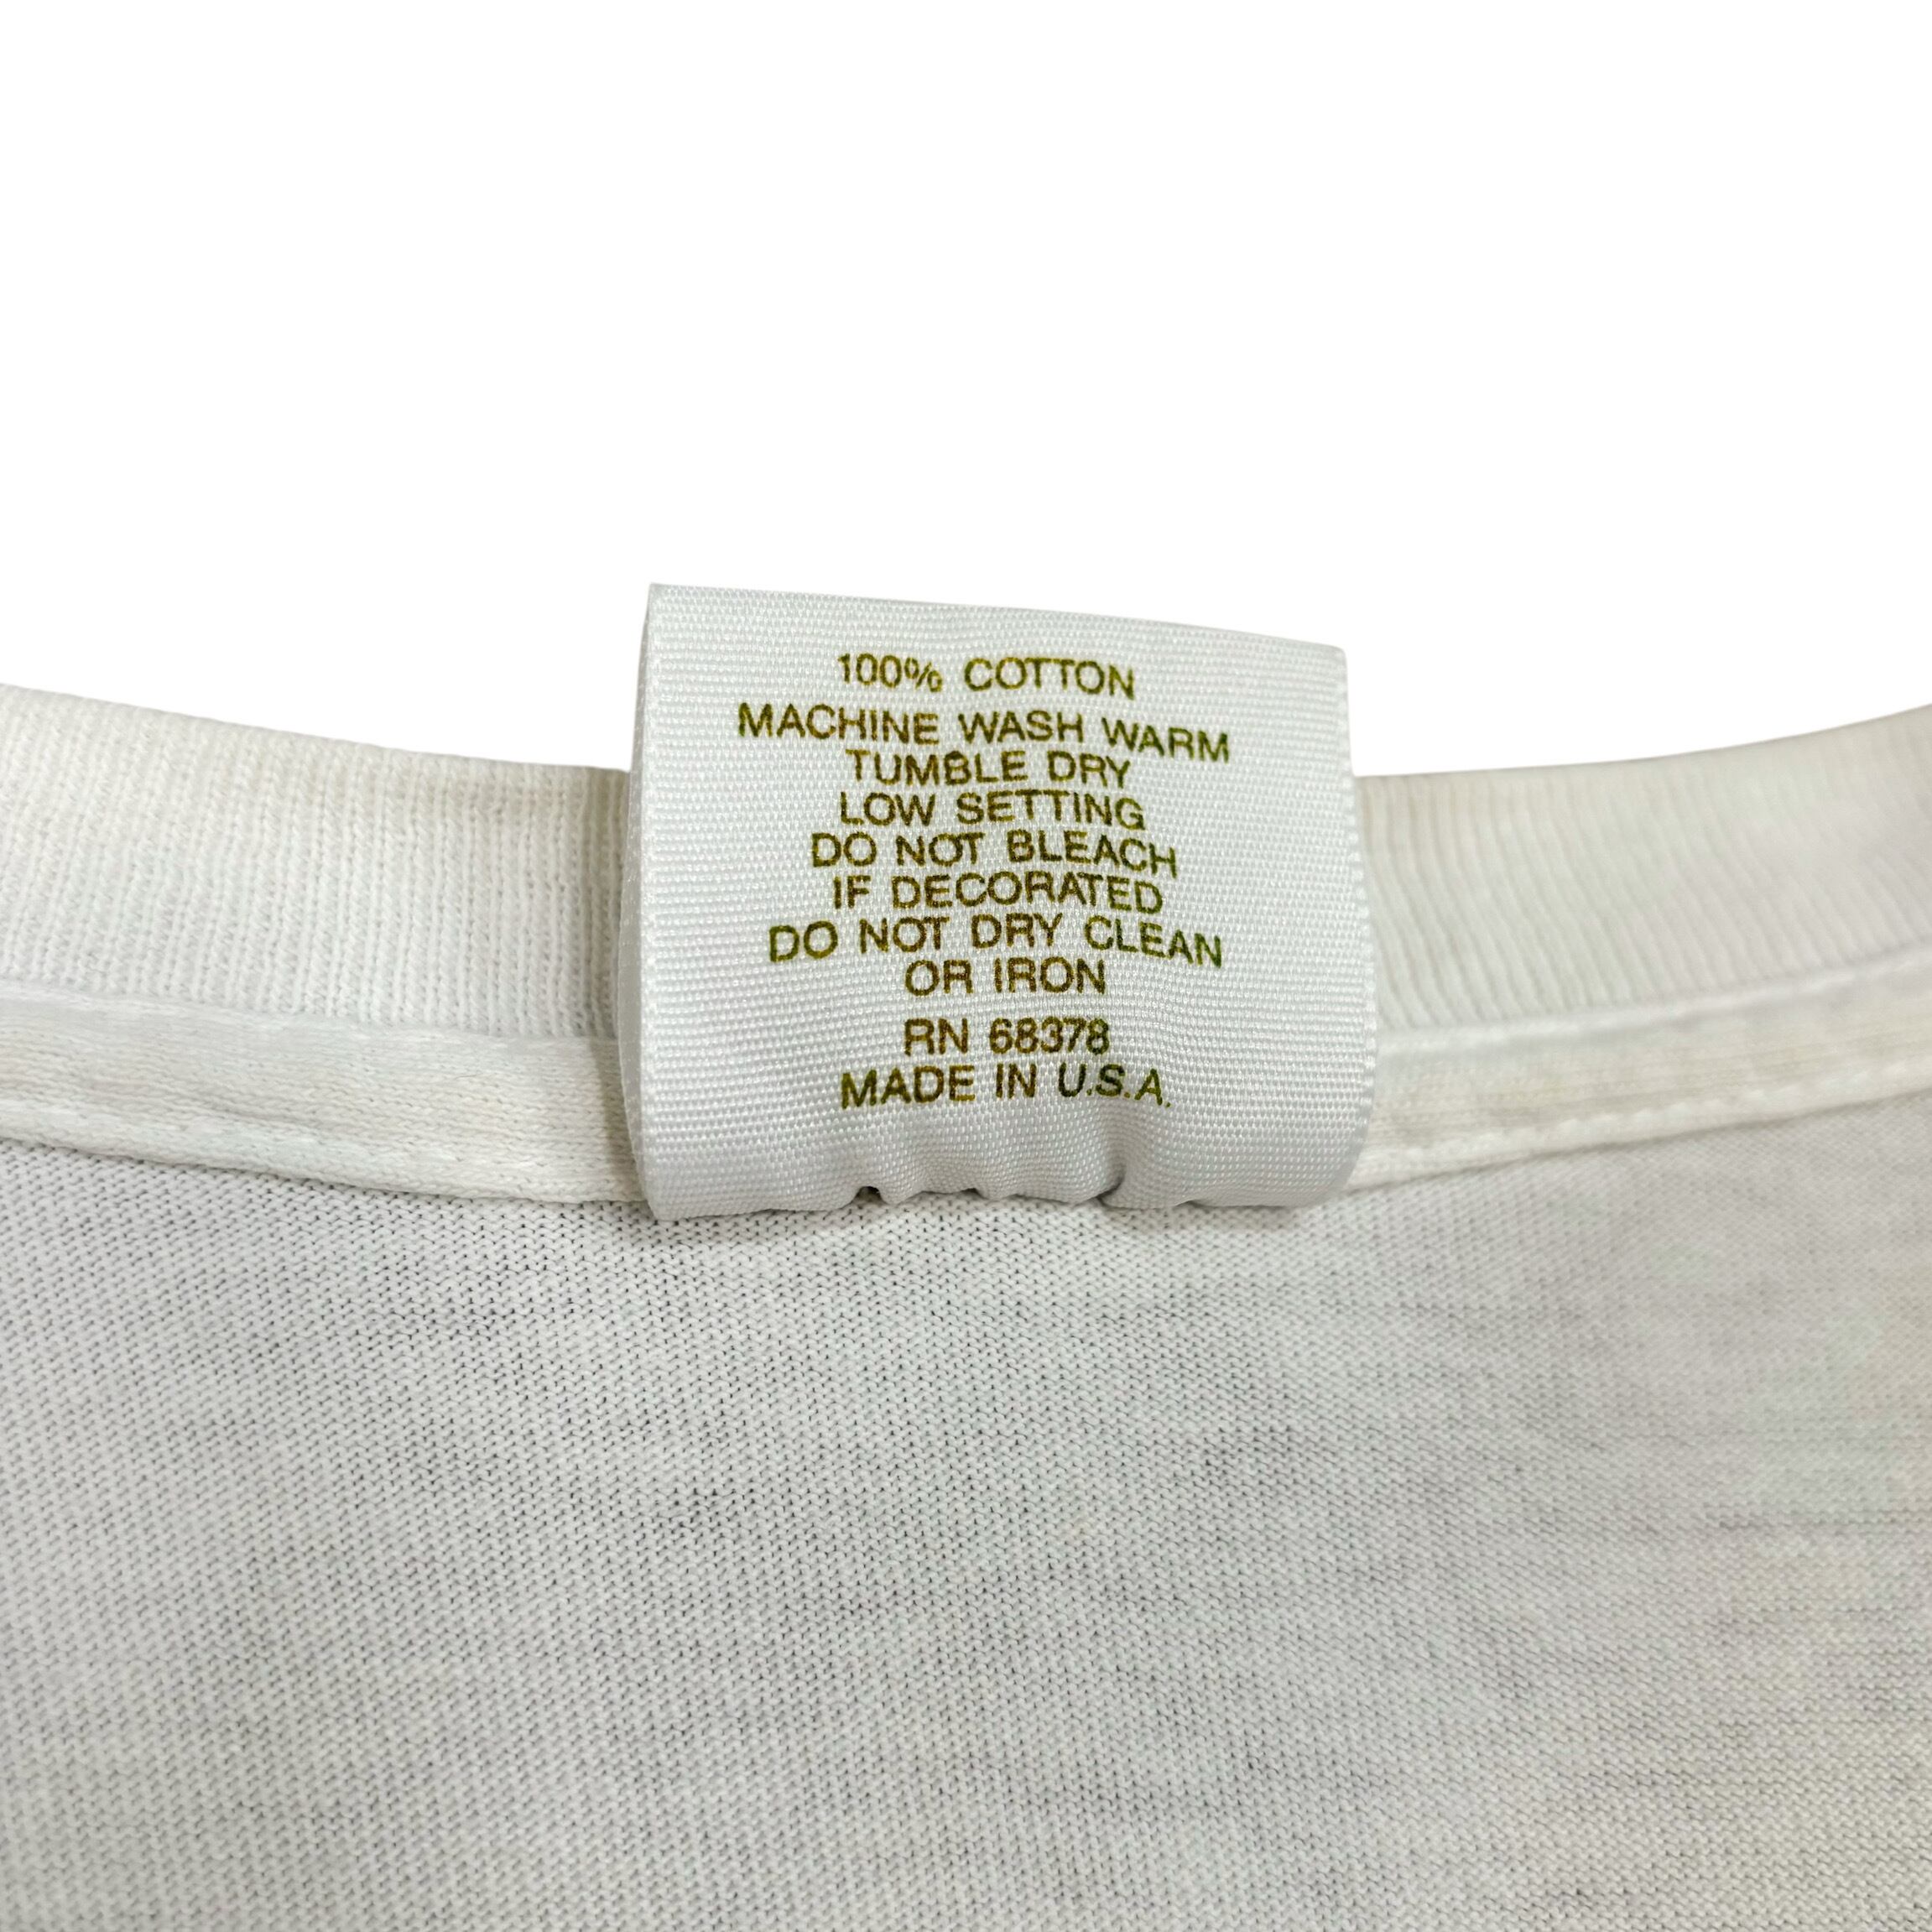 100% COTTON
MACHINE WASH WARM
TUMBLE DRY
LOW SETTING
DO NOT BLEACH
IF DECORATED
DO NOT DRY CLEAN
OR IRON
RN 68378
MADE IN U.S.A.